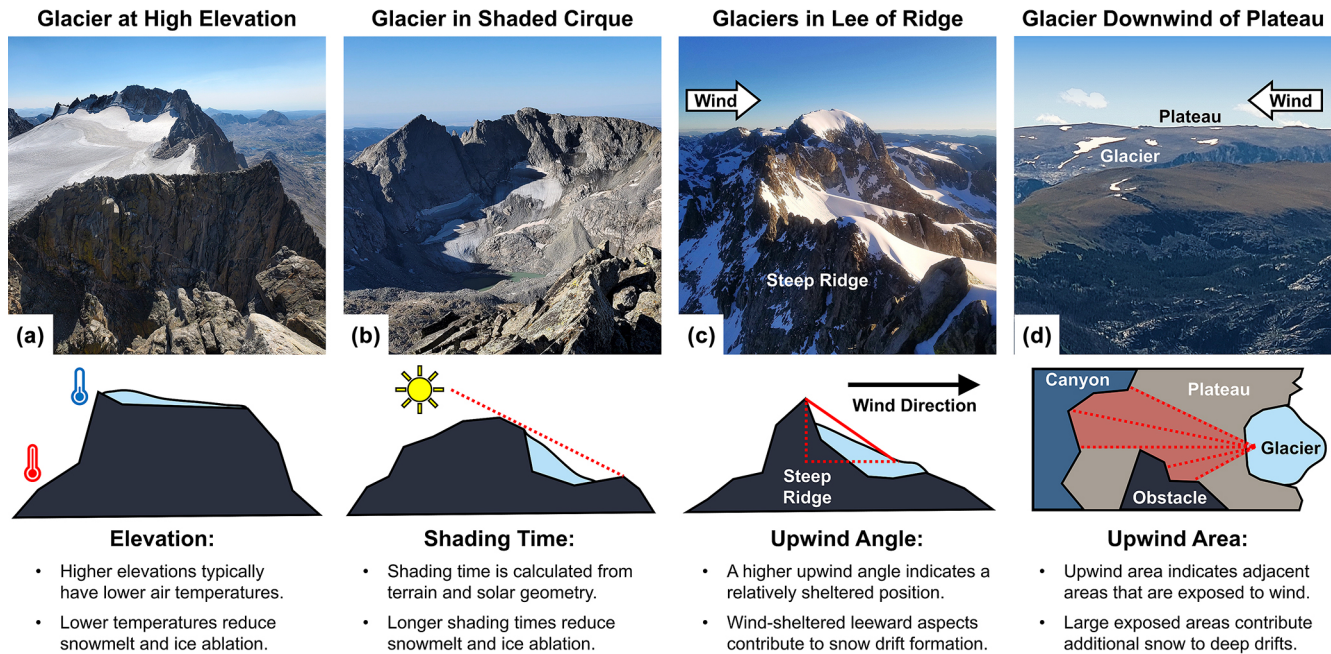 Glacier at High Elevation
Glacier in Shaded Cirque
Glaciers in Lee of Ridge
Glacier Downwind of Plateau
(a)
(b)
Wind
Steep Ridge
(c)
Wind
Plateau
Glacier
(d)
Wind Direction
Steep
Ridge
Canyon
Plateau
Glacier
Obstacle
Elevation:
• Higher elevations typically
have lower air temperatures.
• Lower temperatures reduce
snowmelt and ice ablation.
Shading Time:
• Shading time is calculated from
terrain and solar geometry.
• Longer shading times reduce
snowmelt and ice ablation.
Upwind Angle:
• A higher upwind angle indicates a
relatively sheltered position.
• Wind-sheltered leeward aspects
contribute to snow drift formation.
Upwind Area:
• Upwind area indicates adjacent
areas that are exposed to wind.
• Large exposed areas contribute
additional snow to deep drifts.